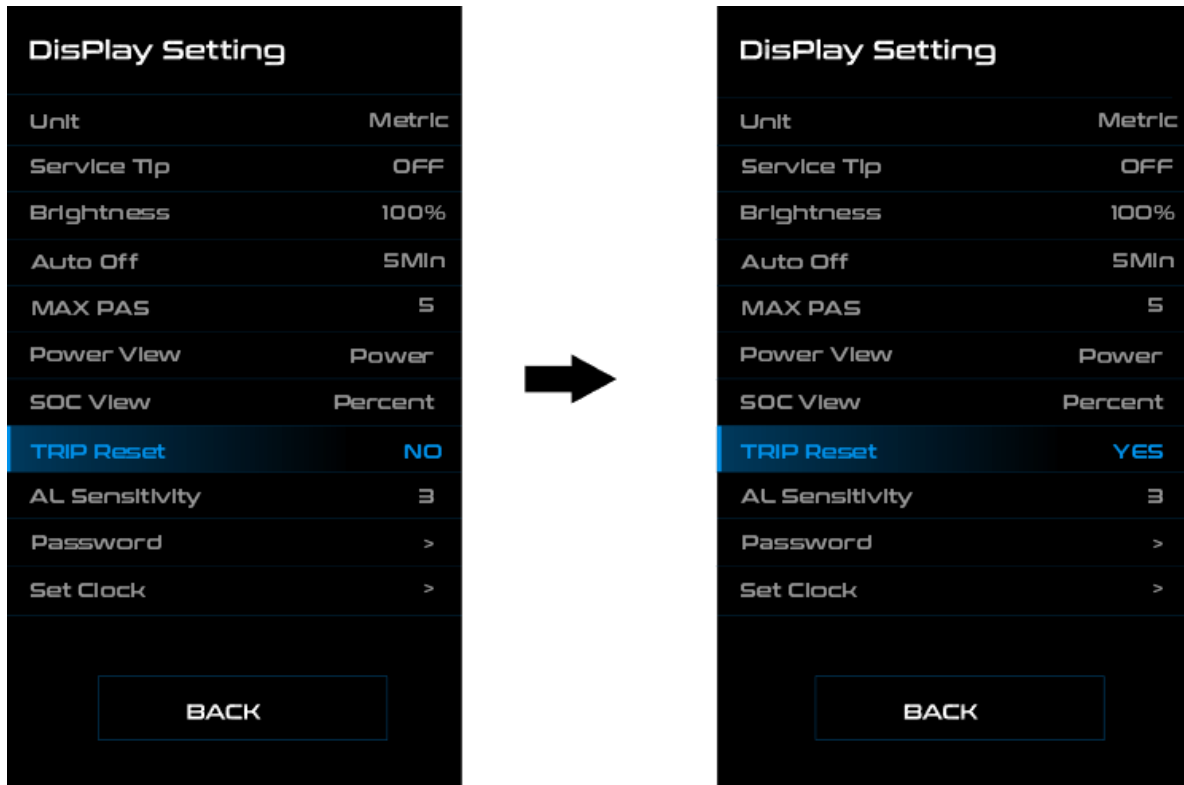 DisPlay Setting
Unit Metric
Service Tip OFF
Brightness 100%
Auto Off 5Min
MAX PAS 5
Power View Power
SOC View Percent
TRIP Reset NO
AL Sensitivity 3
Password >
Set Clock >
BACK
DisPlay Setting
Unit Metric
Service Tip OFF
Brightness 100%
Auto Off 5Min
MAX PAS 5
Power View Power
SOC View Percent
TRIP Reset YES
AL Sensitivity 3
Password >
Set Clock >
BACK